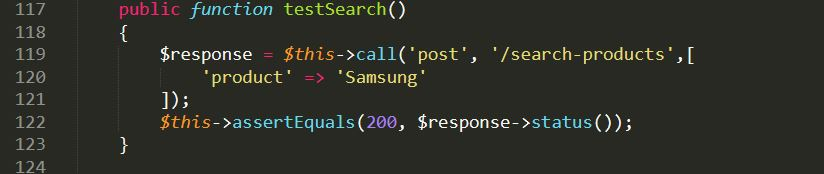 117 public function testSearch()
118 {
119 $response = $this->call('post', '/search-products',[
120 'product' => 'Samsung'
121 ]);
122 $this->assertEquals(200, $response->status());
123 }
124